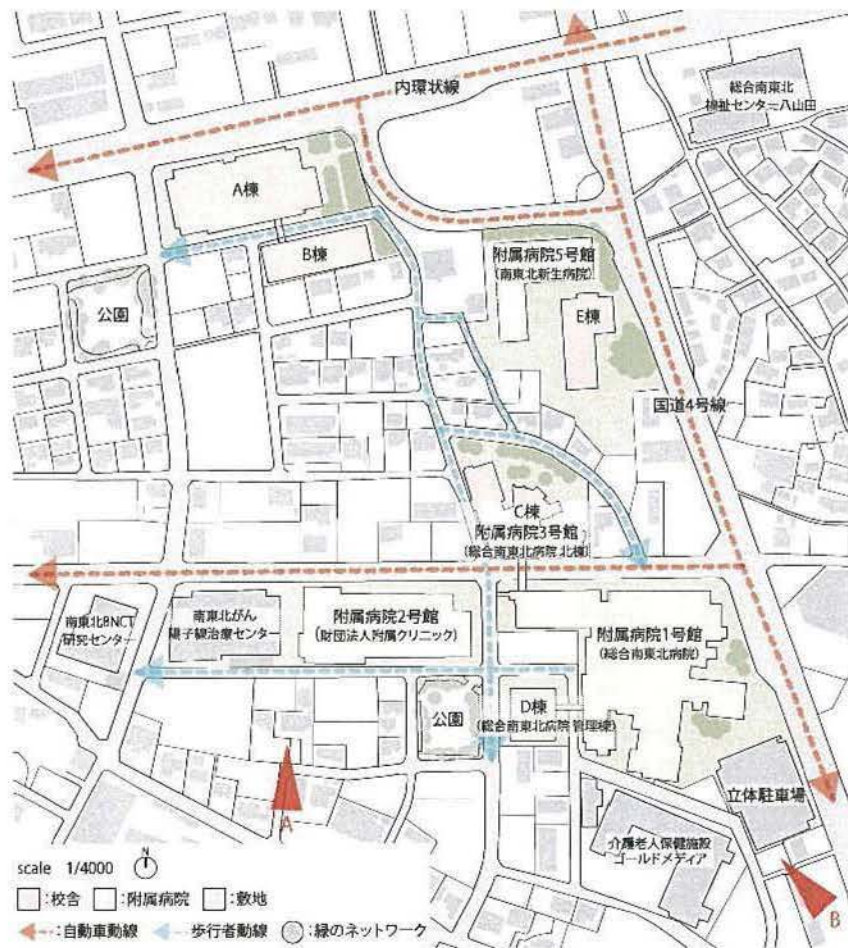 内環状線
総合南東北
福祉センター八山田
A棟
B棟
公園
附属病院5号館
(南東北新生病院)
E棟
国道4号線
C棟
附属病院3号館
(総合南東北病院 北棟)
南東北BNCT
研究センター
南東北がん
陽子線治療センター
附属病院2号館
(財団法人附属クリニック)
附属病院1号館
(総合南東北病院)
公園
D棟
(総合南東北病院 管理棟)
立体駐車場
介護老人保健施設
ゴールドメディア
A
B
scale 1/4000 N
:校舎 :附属病院 :敷地
:自動車動線 :歩行者動線 :緑のネットワーク